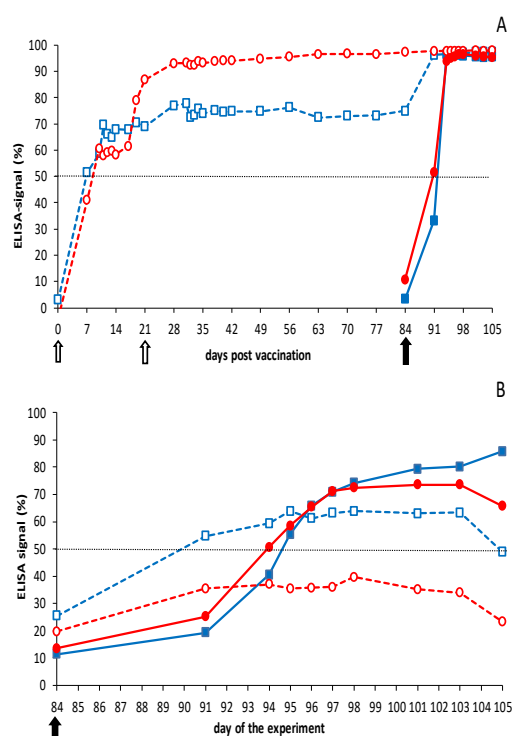 A
ELISA-signal (%)
100
90
80
70
60
50
40
30
20
10
0
0 7 14 21 28 35 42 49 56 63 70 77 84 91 98 105
days post vaccination
B
ELISA signal (%)
100
90
80
70
60
50
40
30
20
10
0
84 85 86 87 88 89 90 91 92 93 94 95 96 97 98 99 100 101 102 103 104 105
day of the experiment